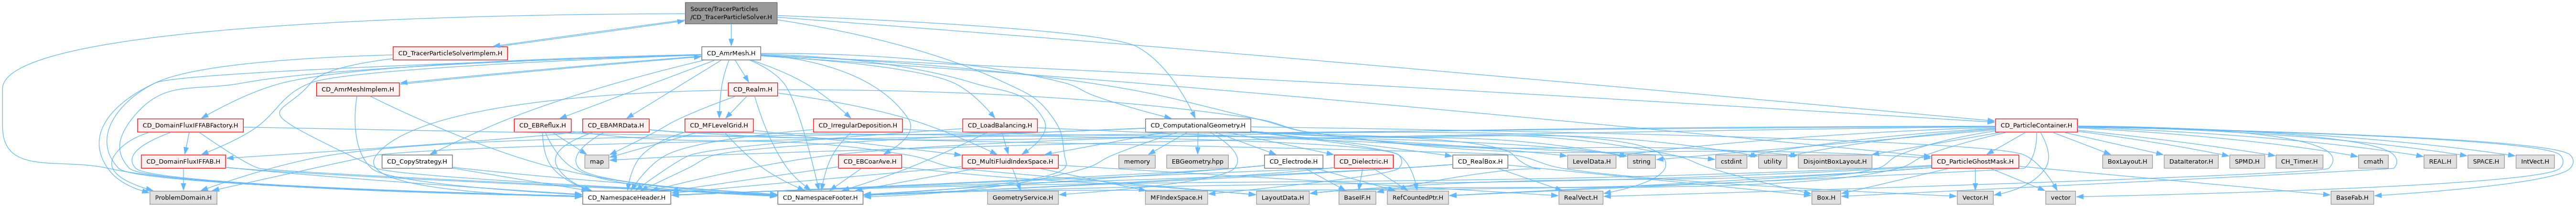 Source/TracerParticles
/CD_TracerParticleSolver.H
CD_TracerParticleSolverImplem.H
CD_AmrMesh.H
CD_AmrMeshImplem.H
CD_Realm.H
CD_DomainFluxIFFABFactory.H
CD_EBReflux.H
CD_EBAMRData.H
CD_MFLevelGrid.H
CD_IrregularDeposition.H
CD_LoadBalancing.H
CD_ComputationalGeometry.H
CD_ParticleContainer.H
CD_DomainFluxIFFAB.H
CD_CopyStrategy.H
map
CD_EBCoarAve.H
CD_MultiFluidIndexSpace.H
memory
EBGeometry.hpp
CD_Electrode.H
CD_Dielectric.H
CD_RealBox.H
LevelData.H
string
cstdint
utility
DisjointBoxLayout.H
CD_ParticleGhostMask.H
BoxLayout.H
DataIterator.H
SPMD.H
CH_Timer.H
cmath
REAL.H
SPACE.H
IntVect.H
ProblemDomain.H
CD_NamespaceHeader.H
CD_NamespaceFooter.H
GeometryService.H
MFIndexSpace.H
LayoutData.H
BaseIF.H
RefCountedPtr.H
RealVect.H
Box.H
Vector.H
vector
BaseFab.H